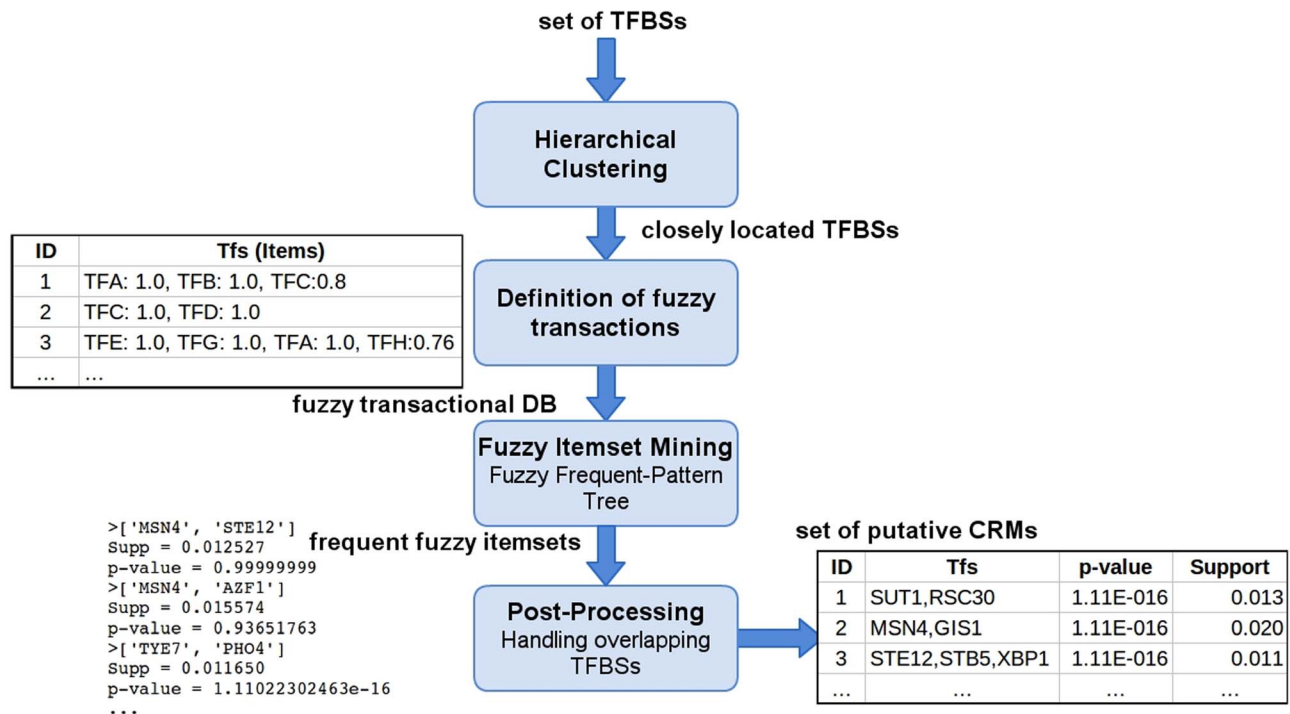 set of TFBSs
Hierarchical
Clustering
closely located TFBSs
ID Tfs (Items)
1 TFA: 1.0, TFB: 1.0, TFC:0.8
2 TFC: 1.0, TFD: 1.0
3 TFE: 1.0, TFG: 1.0, TFA: 1.0, TFH:0.76
... ...
Definition of fuzzy
transactions
fuzzy transactional DB
Fuzzy Itemset Mining
Fuzzy Frequent-Pattern
Tree
>['MSN4', 'STE12']
Supp = 0.012527
p-value = 0.99999999
>['MSN4', 'AZF1']
Supp = 0.015574
p-value = 0.93651763
>['TYE7', 'PHO4']
Supp = 0.011650
p-value = 1.11022302463e-16
...
frequent fuzzy itemsets
Post-Processing
Handling overlapping
TFBSs
set of putative CRMs
ID Tfs p-value Support
1 SUT1,RSC30 1.11E-016 0.013
2 MSN4,GIS1 1.11E-016 0.020
3 STE12,STB5,XBP1 1.11E-016 0.011
... ... ... ...